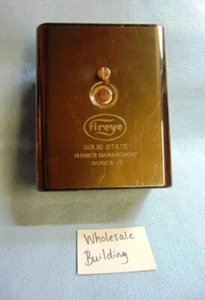 fireye
SOLID STATE
BURNER MANAGEMENT
Wholesale
Building